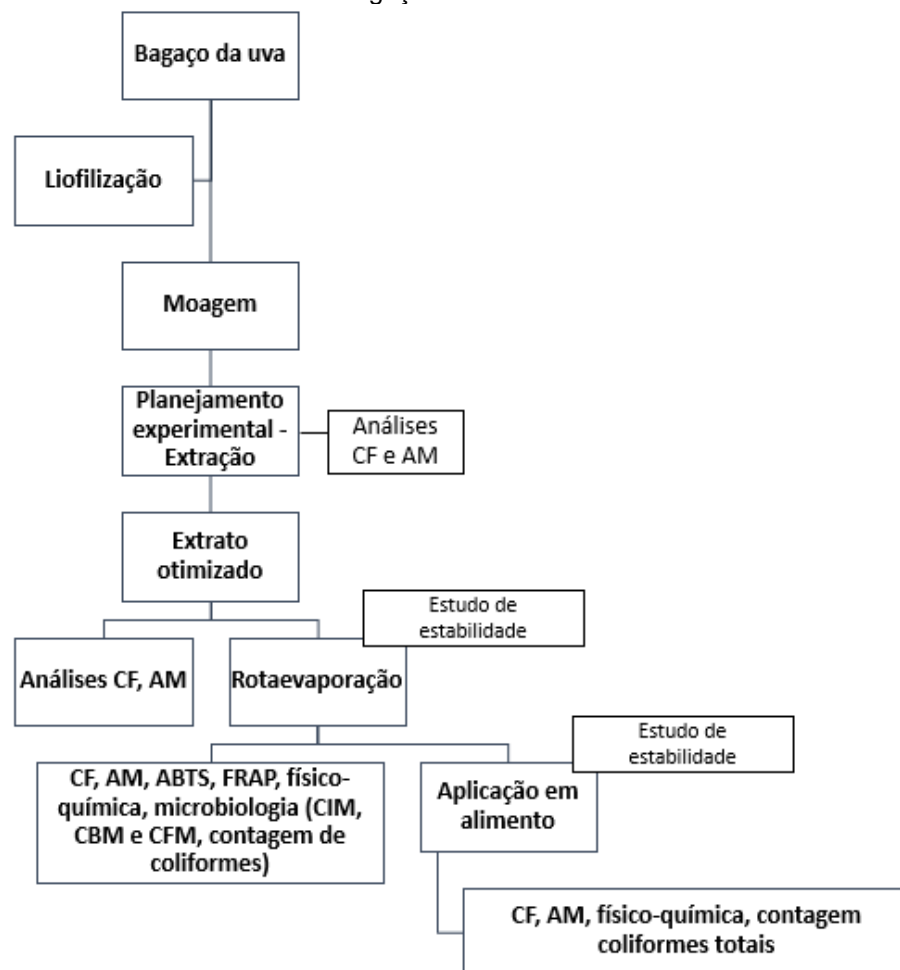 Bagaço da uva
Liofilização
Moagem
Planejamento
experimental -
Extração
Análises
CF e AM
Extrato
otimizado
Estudo de
estabilidade
Análises CF, AM
Rotaevaporação
Estudo de
estabilidade
CF, AM, ABTS, FRAP, físico-
química, microbiologia (CIM,
CBM e CFM, contagem de
coliformes)
Aplicação em
alimento
CF, AM, físico-química, contagem
coliformes totais